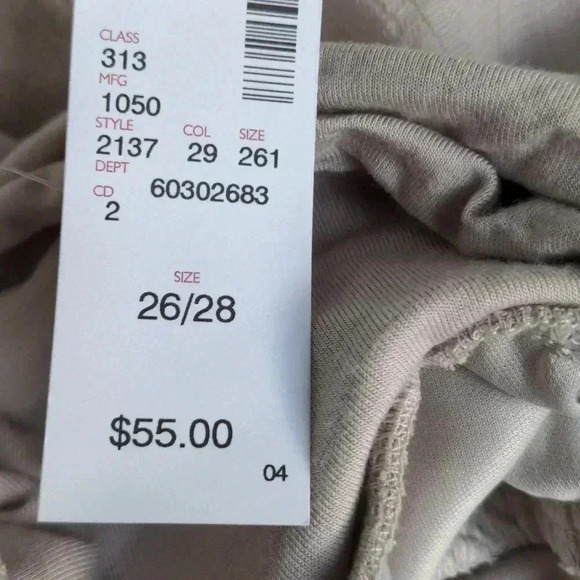 CLASS
313
MFG
1050
STYLE COL SIZE
2137 29 261
DEPT
CD 60302683
2
SIZE
26/28
$55.00
04